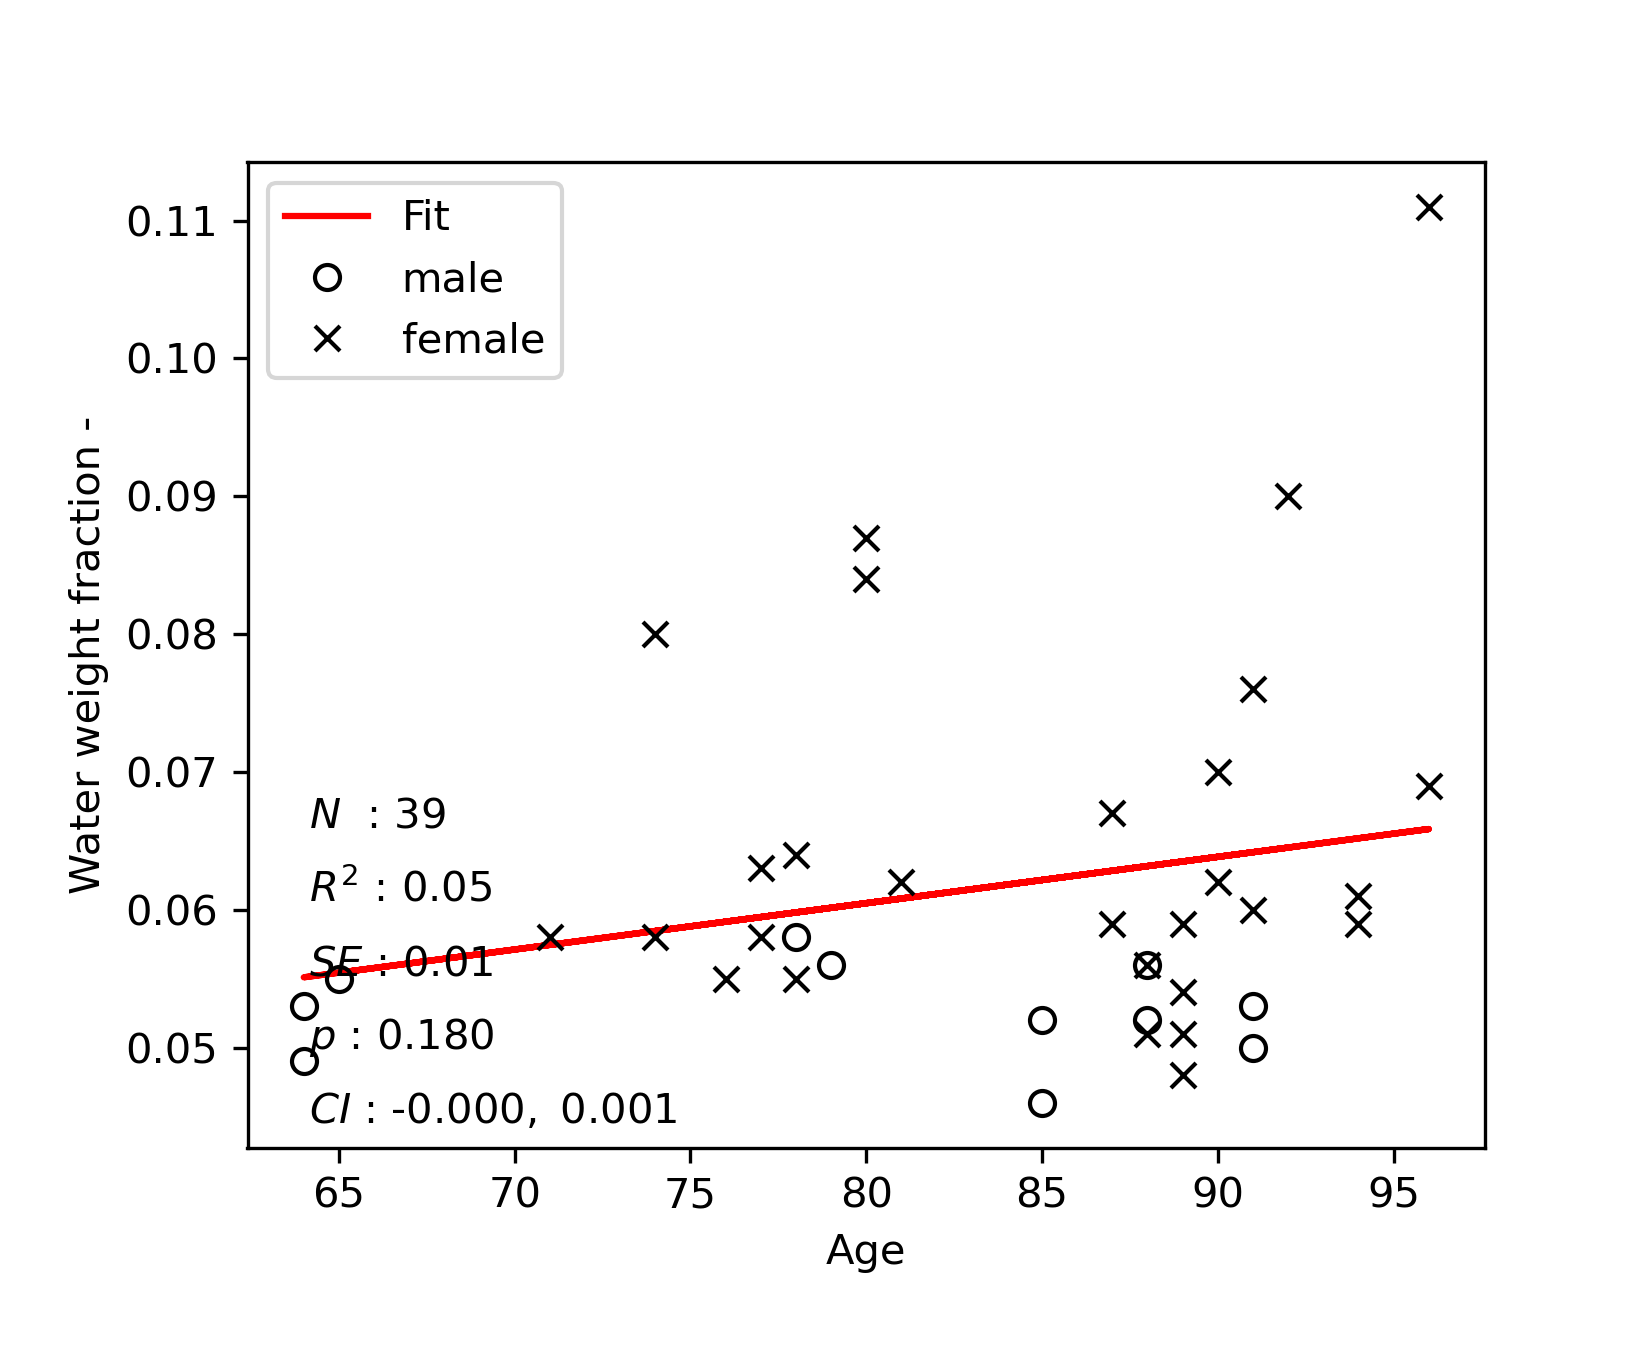 Fit
male
female
0.11
0.10
0.09
0.08
0.07
0.06
0.05
Water weight fraction -
N : 39
R² : 0.05
SE : 0.01
p : 0.180
CI : -0.000, 0.001
65 70 75 80 85 90 95
Age